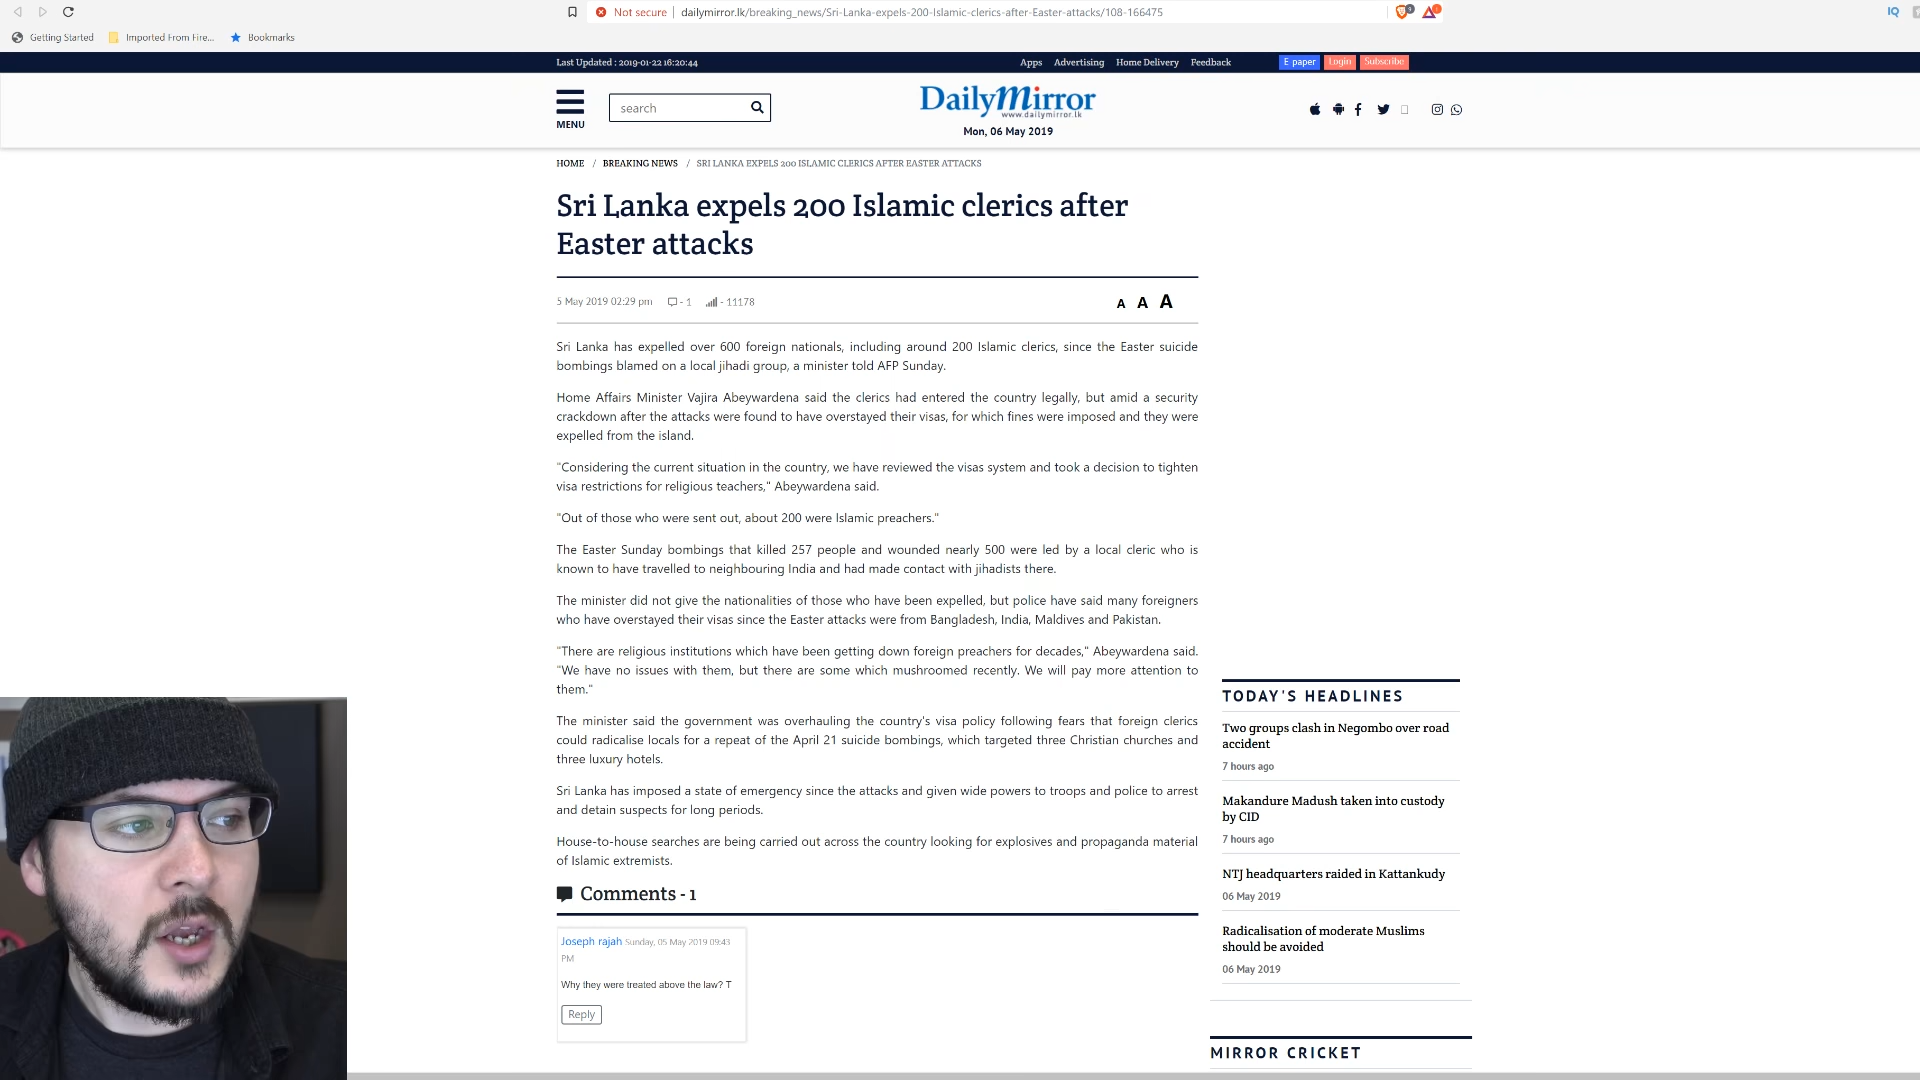 Not secure
dailymirror.lk/breaking_news/Sri-Lanka-expels-200-Islamic-clerics-after-Easter-attacks/108-166475
IQ
Getting Started
Imported From Fire...
Bookmarks
Last Updated : 2019-01-22 16:20:44
Apps
Advertising
Home Delivery
Feedback
E paper
Login
Subscribe
MENU
search
DailyMirror
www.dailymirror.lk
Mon, 06 May 2019
HOME / BREAKING NEWS / SRI LANKA EXPELS 200 ISLAMIC CLERICS AFTER EASTER ATTACKS
Sri Lanka expels 200 Islamic clerics after
Easter attacks
5 May 2019 02:29 pm
- 1
- 11178
A A A
Sri Lanka has expelled over 600 foreign nationals, including around 200 Islamic clerics, since the Easter suicide
bombings blamed on a local jihadi group, a minister told AFP Sunday.
Home Affairs Minister Vajira Abeywardena said the clerics had entered the country legally, but amid a security
crackdown after the attacks were found to have overstayed their visas, for which fines were imposed and they were
expelled from the island.
"Considering the current situation in the country, we have reviewed the visas system and took a decision to tighten
visa restrictions for religious teachers," Abeywardena said.
"Out of those who were sent out, about 200 were Islamic preachers."
The Easter Sunday bombings that killed 257 people and wounded nearly 500 were led by a local cleric who is
known to have travelled to neighbouring India and had made contact with jihadists there.
The minister did not give the nationalities of those who have been expelled, but police have said many foreigners
who have overstayed their visas since the Easter attacks were from Bangladesh, India, Maldives and Pakistan.
"There are religious institutions which have been getting down foreign preachers for decades," Abeywardena said.
"We have no issues with them, but there are some which mushroomed recently. We will pay more attention to
them."
The minister said the government was overhauling the country's visa policy following fears that foreign clerics
could radicalise locals for a repeat of the April 21 suicide bombings, which targeted three Christian churches and
three luxury hotels.
Sri Lanka has imposed a state of emergency since the attacks and given wide powers to troops and police to arrest
and detain suspects for long periods.
House-to-house searches are being carried out across the country looking for explosives and propaganda material
of Islamic extremists.
Comments - 1
Joseph rajah Sunday, 05 May 2019 09:43
PM
Why they were treated above the law? T
Reply
TODAY'S HEADLINES
Two groups clash in Negombo over road
accident
7 hours ago
Makandure Madush taken into custody
by CID
7 hours ago
NTJ headquarters raided in Kattankudy
06 May 2019
Radicalisation of moderate Muslims
should be avoided
06 May 2019
MIRROR CRICKET